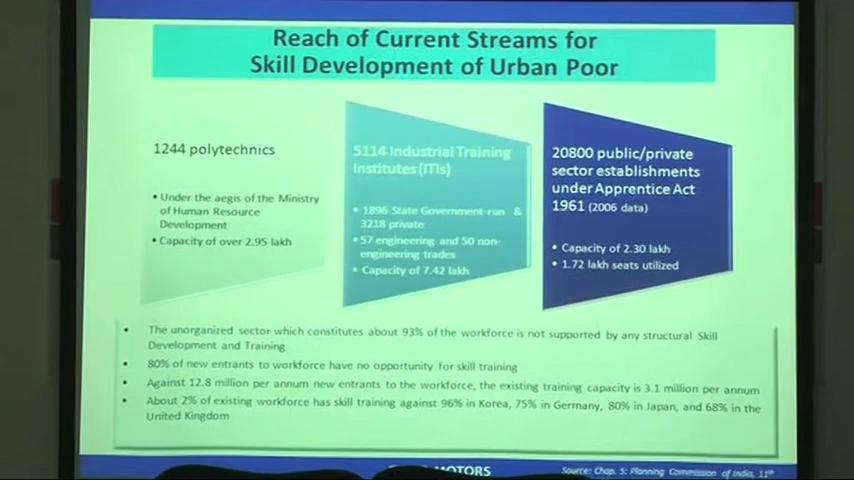 Reach of Current Streams for
Skill Development of Urban Poor
1244 polytechnics
• Under the aegis of the Ministry
of Human Resource
Development
• Capacity of over 2.95 lakh
5114 Industrial Training
Institutes (ITIs)
• 1896 State Government-run &
3218 private
• 57 engineering and 50 non-
engineering trades
• Capacity of 7.42 lakh
20800 public/private
sector establishments
under Apprentice Act
1961 (2006 data)
• Capacity of 2.30 lakh
• 1.72 lakh seats utilized
• The unorganized sector which constitutes about 93% of the workforce is not supported by any structural Skill
Development and Training
• 80% of new entrants to workforce have no opportunity for skill training
• Against 12.8 million per annum new entrants to the workforce, the existing training capacity is 3.1 million per annum
• About 2% of existing workforce has skill training against 96% in Korea, 75% in Germany, 80% in Japan, and 68% in the
United Kingdom
MOTORS
Source: Chap. 5: Planning Commission of India, 11th